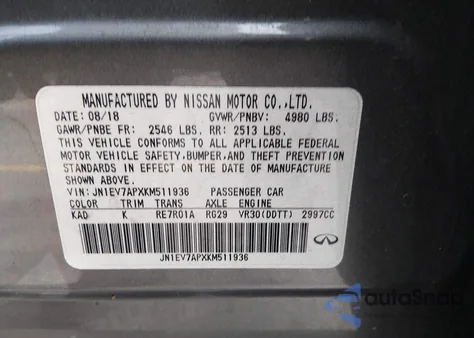 MANUFACTURED BY NISSAN MOTOR CO.,LTD.
DATE: 08/18 GVWR/PNBV: 4980 LBS.
GAWR/PNBE FR: 2546 LBS. RR: 2513 LBS.
THIS VEHICLE CONFORMS TO ALL APPLICABLE FEDERAL
MOTOR VEHICLE SAFETY,BUMPER,AND THEFT PREVENTION
STANDARDS IN EFFECT ON THE DATE OF MANUFACTURE
SHOWN ABOVE.
VIN: JN1EV7APXKM511936 PASSENGER CAR
COLOR TRIM TRANS AXLE ENGINE
KAD K RE7R01A RG29 VR30(DDTT) 2997CC
JN1EV7APXKM511936
INFINITI
autoSnap